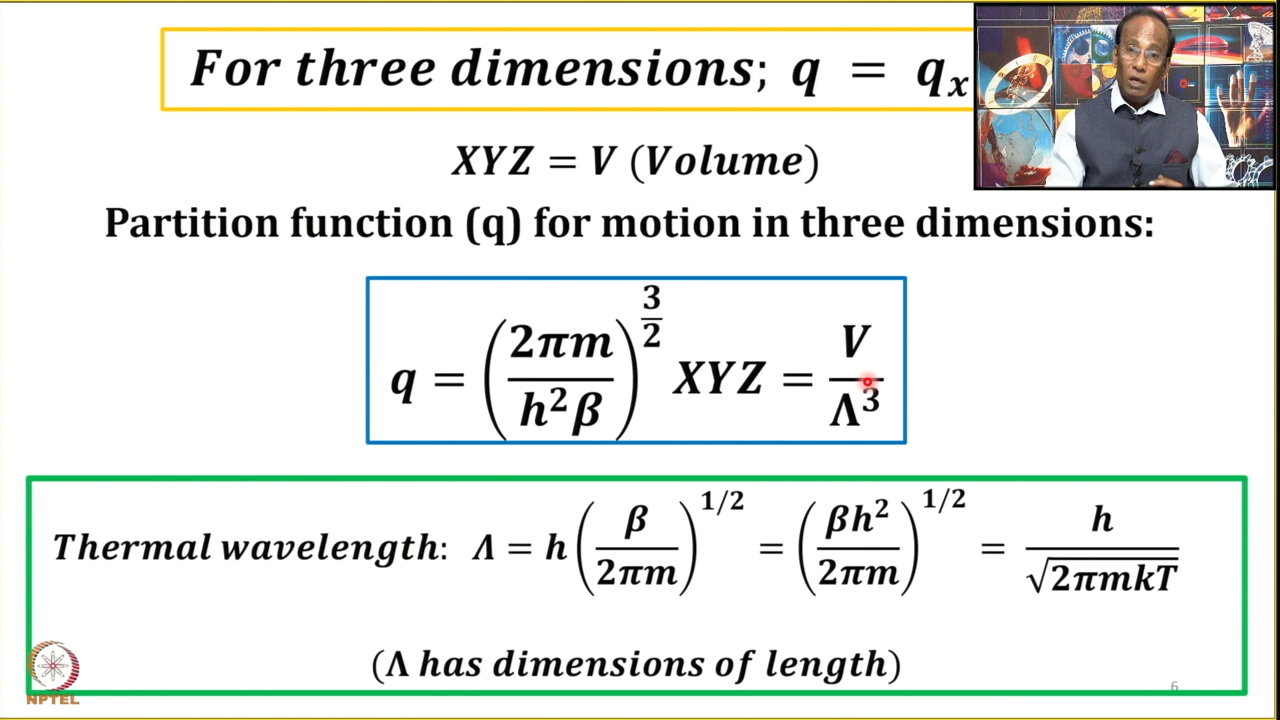 For three dimensions; q = qₓ
XYZ = V (Volume)
Partition function (q) for motion in three dimensions:
q = (2πm / h²β)^(3/2) XYZ = V / Λ³
Thermal wavelength: Λ = h (β / 2πm)^(1/2) = (βh² / 2πm)^(1/2) = h / √(2πmkT)
(Λ has dimensions of length)
NPTEL
6